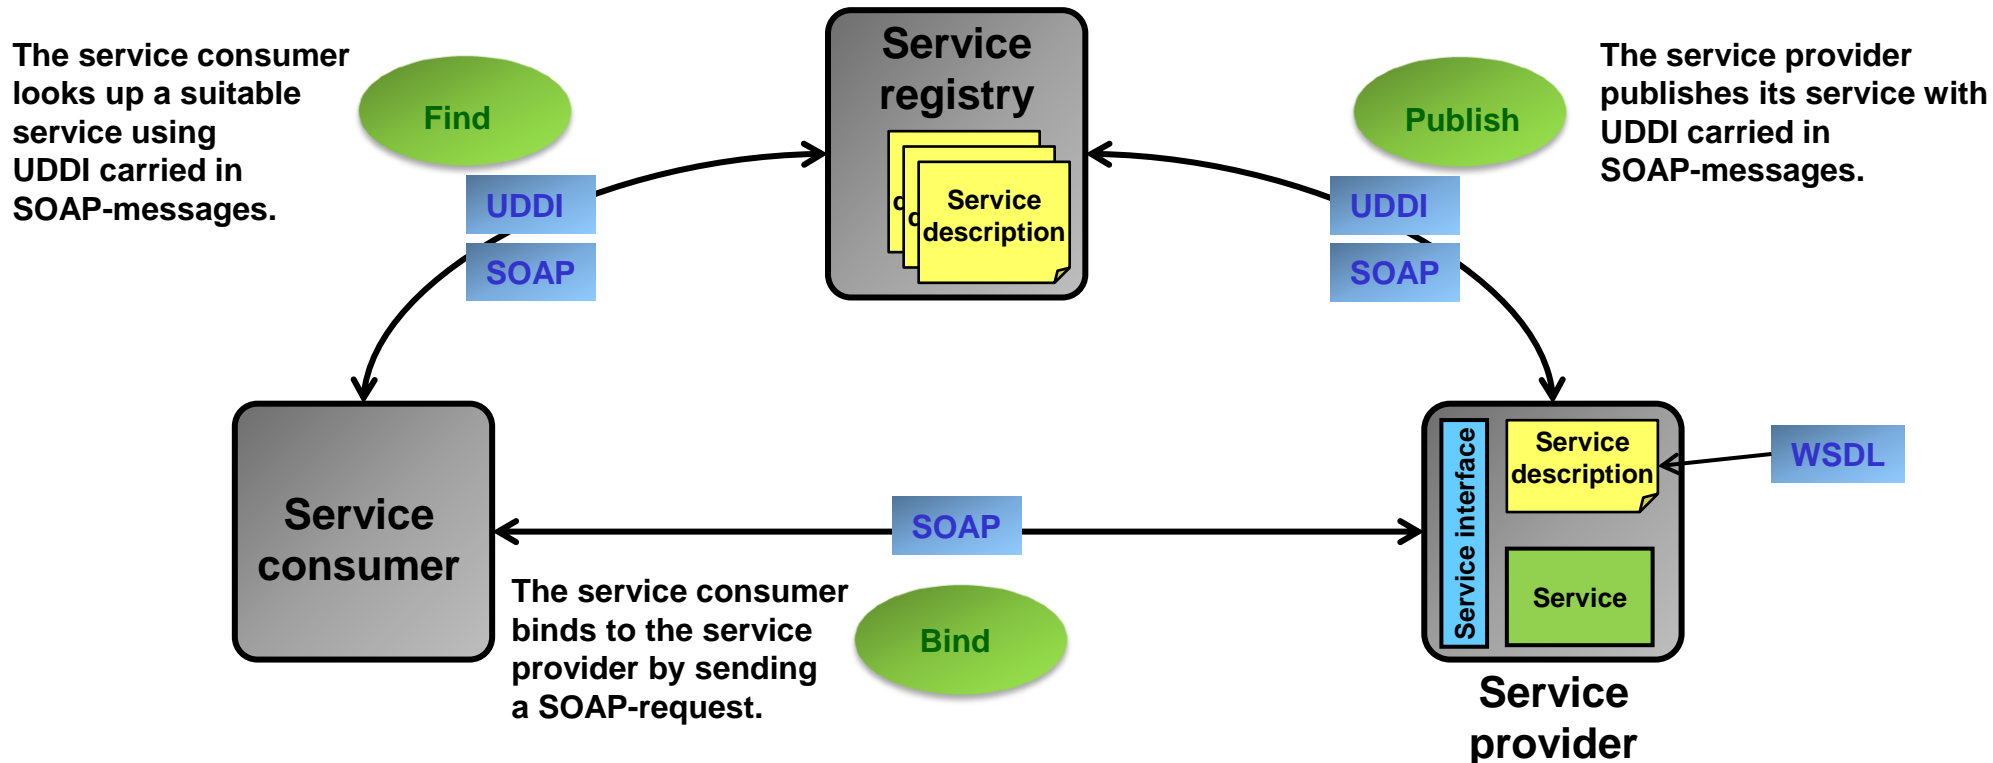 The service consumer
looks up a suitable
service using
UDDI carried in
SOAP-messages.
Find
UDDI
SOAP
Service
registry
Service
description
Publish
UDDI
SOAP
The service provider
publishes its service with
UDDI carried in
SOAP-messages.
Service
consumer
SOAP
The service consumer
binds to the service
provider by sending
a SOAP-request.
Bind
Service interface
Service
description
Service
WSDL
Service
provider